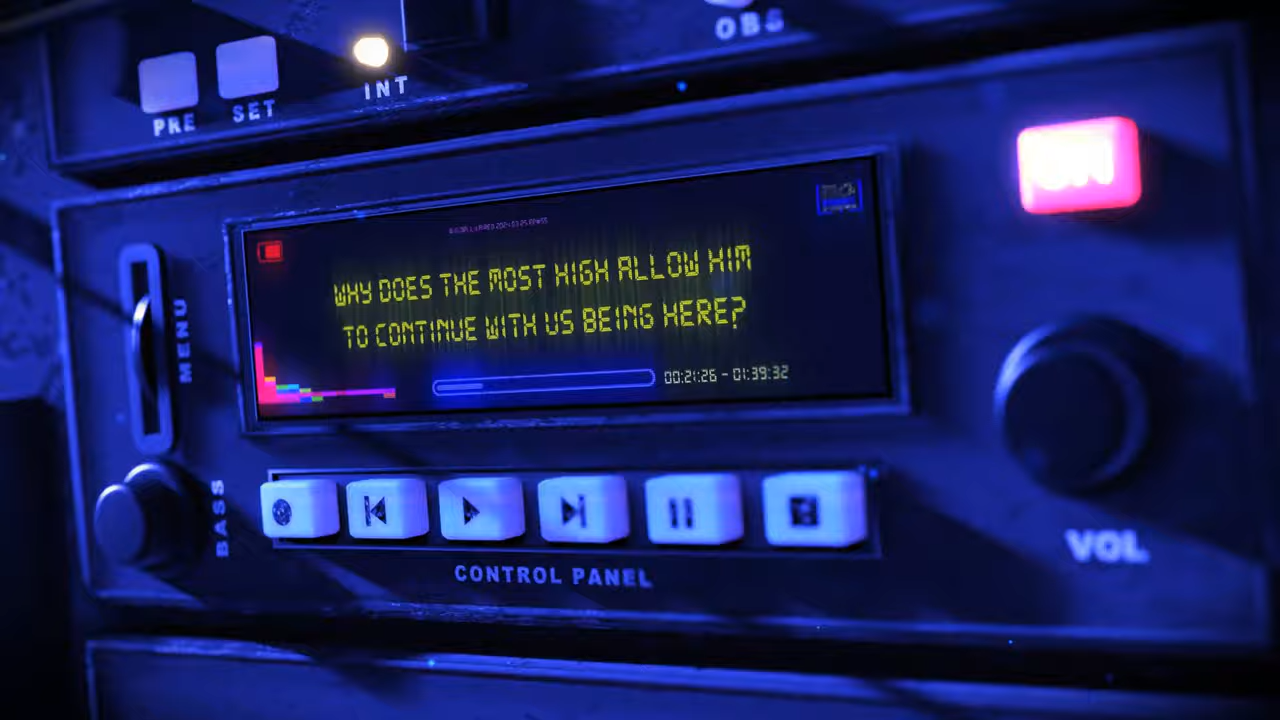 OBS
PRE
SET
INT
WHY DOES THE MOST HIGH ALLOW HIM
TO CONTINUE WITH US BEING HERE?
00:21:26 - 01:39:32
MENU
BASS
CONTROL PANEL
VOL